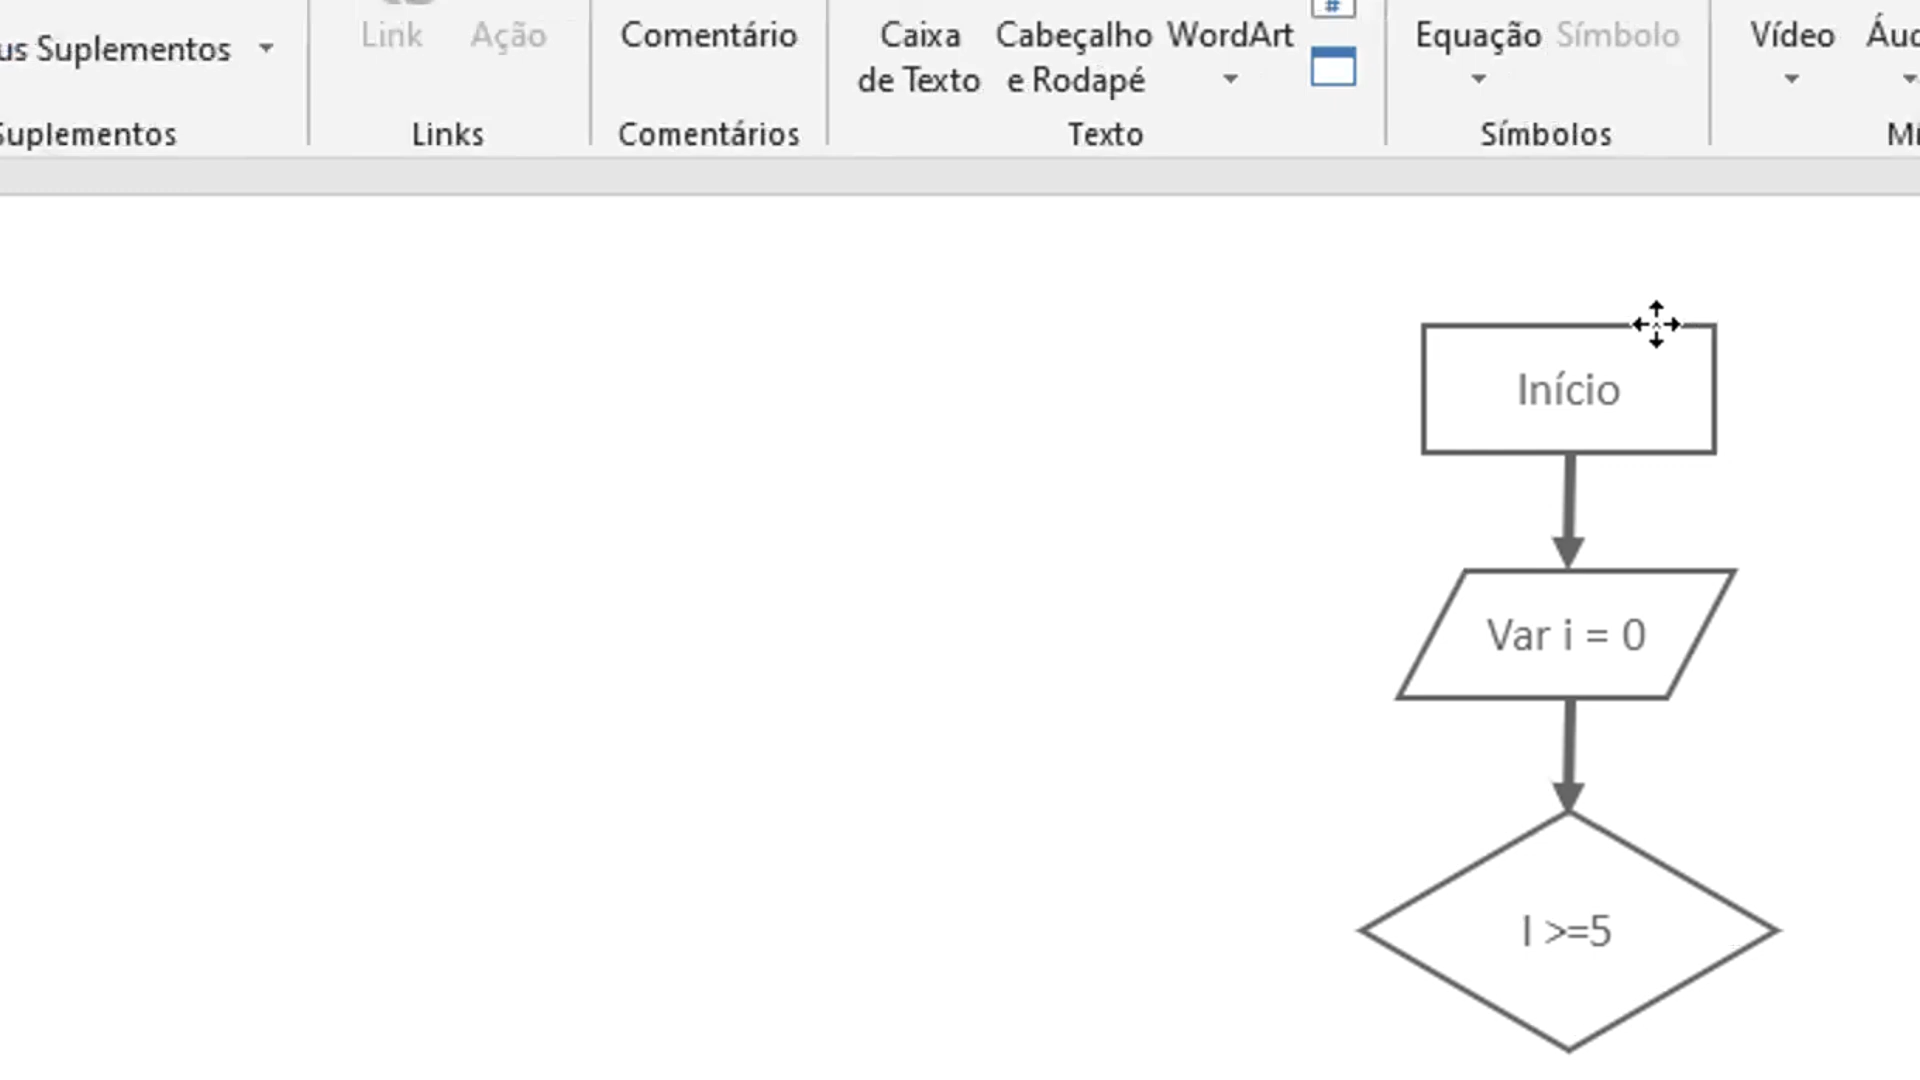 us Suplementos
Link
Ação
Comentário
Caixa
de Texto
Cabeçalho
e Rodapé
WordArt
#
Equação
Símbolo
Vídeo
Suplementos
Links
Comentários
Texto
Símbolos
Início
Var i = 0
I >=5